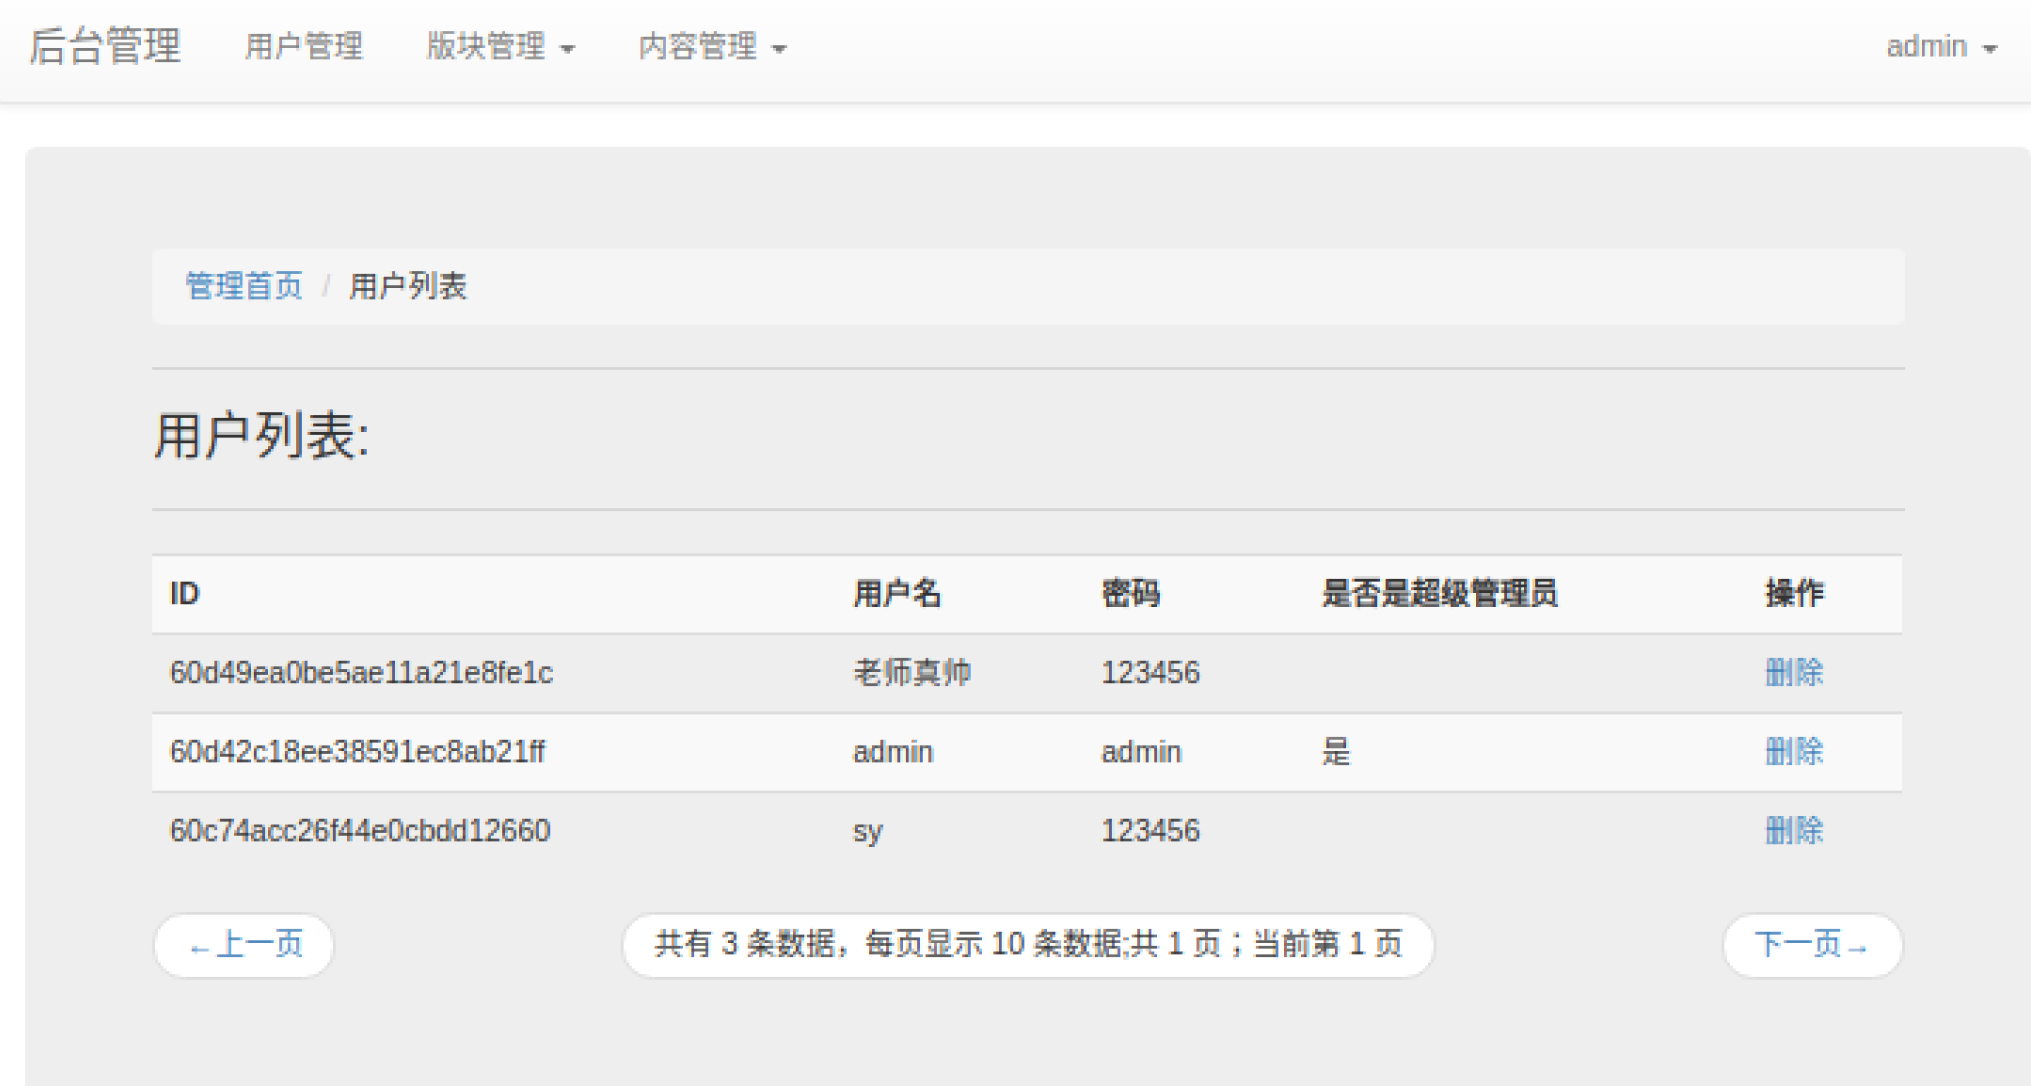 后台管理 用户管理 版块管理 内容管理 admin
管理首页 / 用户列表
用户列表:
ID 用户名 密码 是否是超级管理员 操作
60d49ea0be5ae11a21e8fe1c 老师真帅 123456 删除
60d42c18ee38591ec8ab21ff admin admin 是 删除
60c74acc26f44e0cbdd12660 sy 123456 删除
←上一页 共有 3 条数据，每页显示 10 条数据;共 1 页；当前第 1 页 下一页→